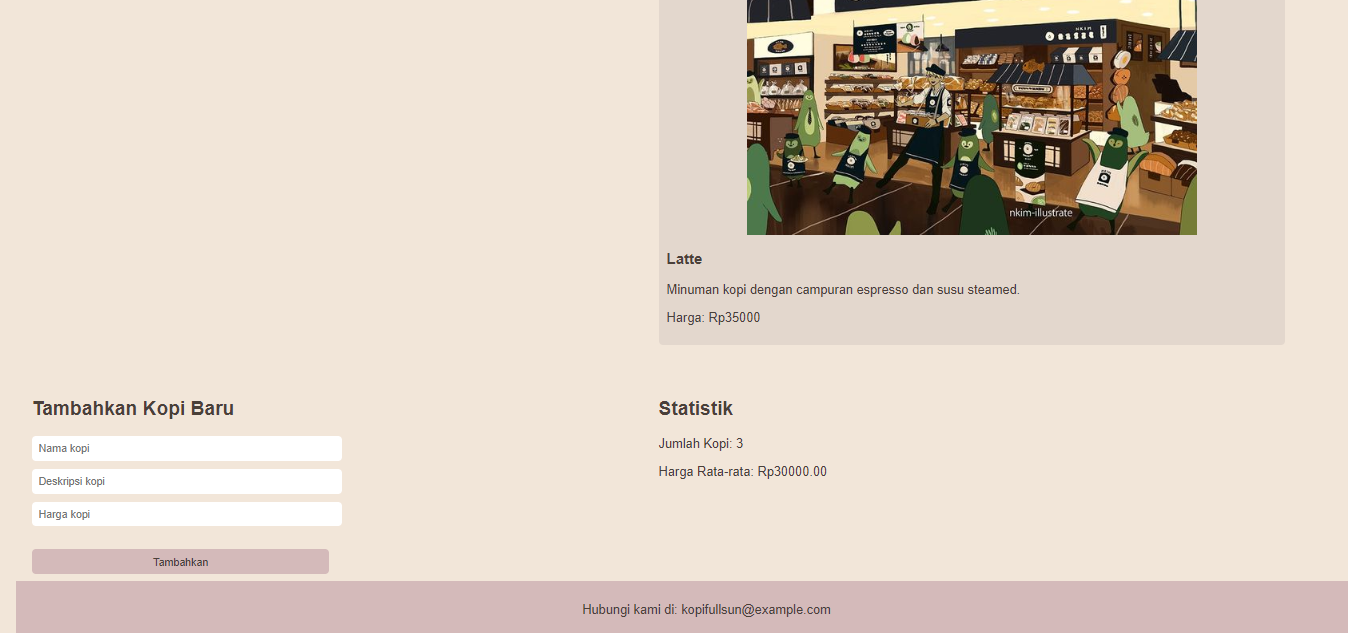 nkim-illustrate
Latte
Minuman kopi dengan campuran espresso dan susu steamed.
Harga: Rp35000
Tambahkan Kopi Baru
Nama kopi
Deskripsi kopi
Harga kopi
Tambahkan
Statistik
Jumlah Kopi: 3
Harga Rata-rata: Rp30000.00
Hubungi kami di: kopifullsun@example.com